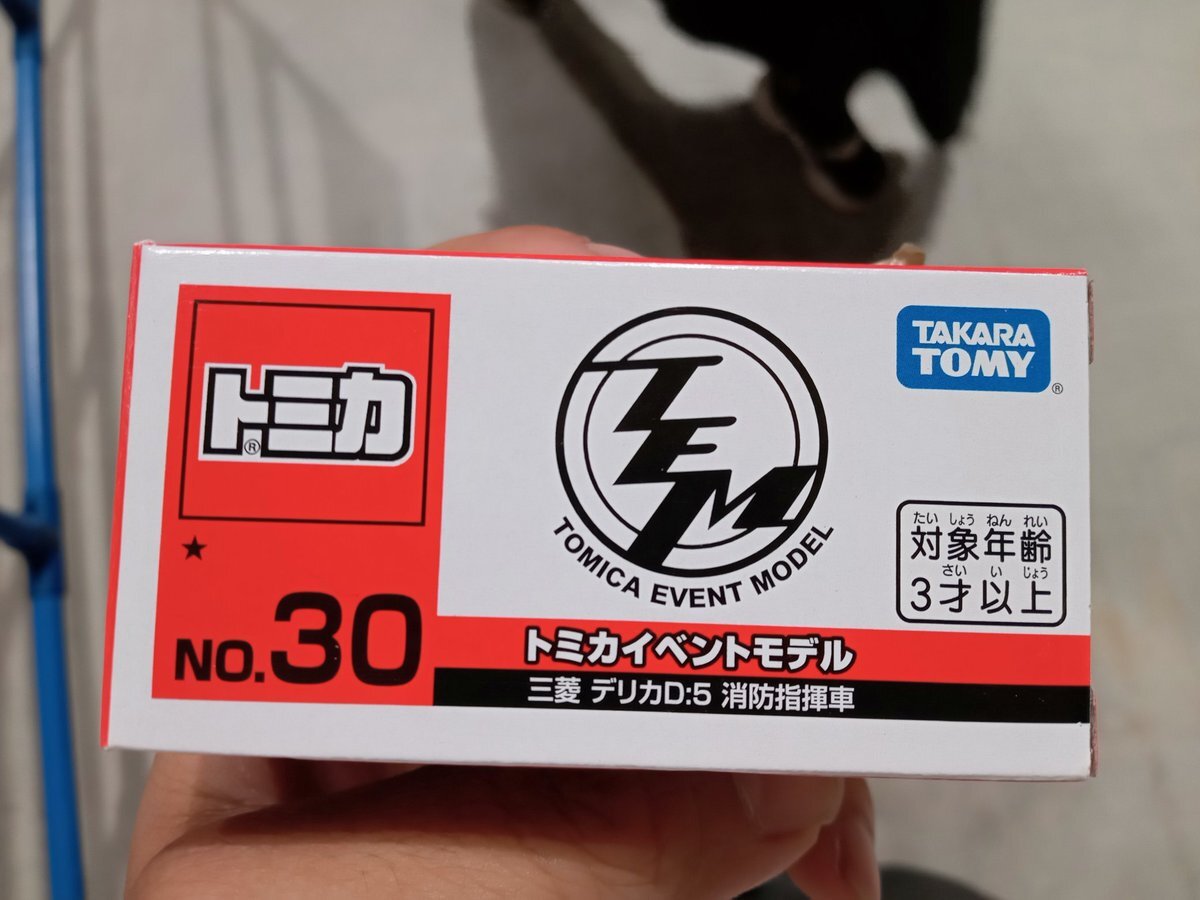 トミカ
®
★
NO.30
TEM
TOMICA EVENT MODEL
トミカイベントモデル
三菱 デリカD:5 消防指揮車
TAKARA
TOMY
®
たい しょう ねん れい
対象年齢
さい い じょう
3才以上